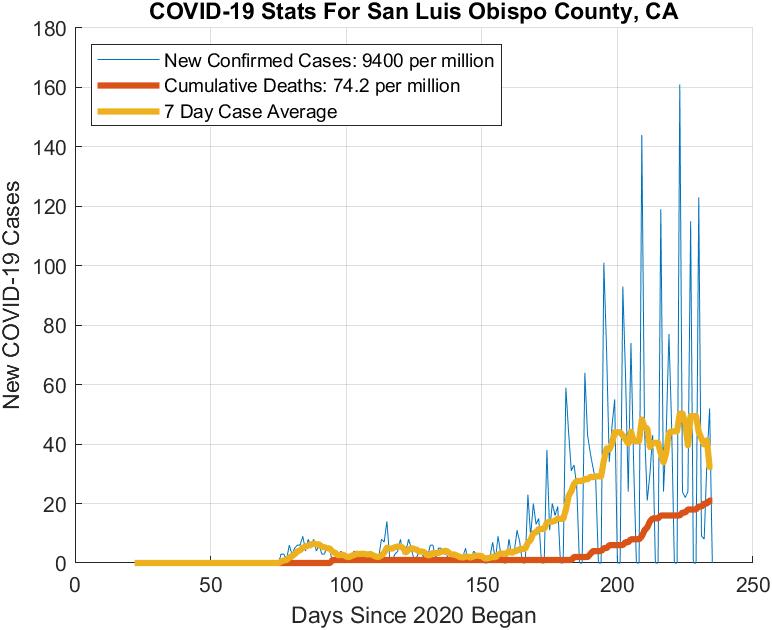 COVID-19 Stats For San Luis Obispo County, CA
180
160
140
120
100
80
60
40
20
0
New Confirmed Cases: 9400 per million
Cumulative Deaths: 74.2 per million
7 Day Case Average
New COVID-19 Cases
0 50 100 150 200 250
Days Since 2020 Began